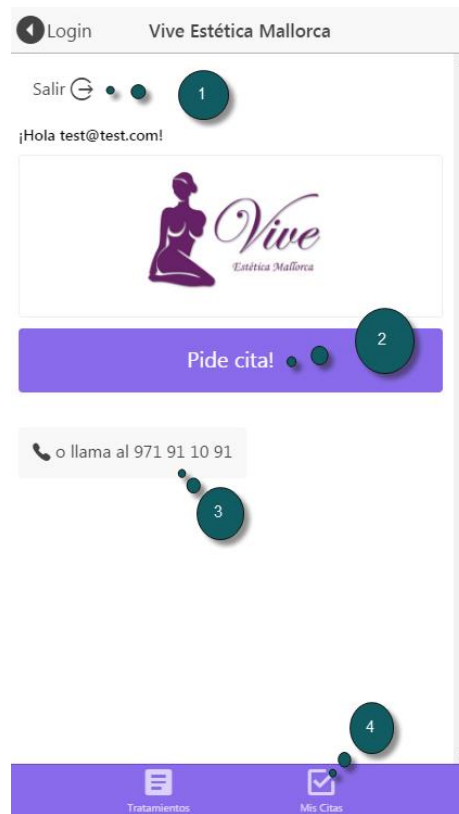 Login Vive Estética Mallorca
Salir
1
¡Hola test@test.com!
Vive
Estética Mallorca
2
Pide cita!
o llama al 971 91 10 91
3
4
Tratamientos Mis Citas